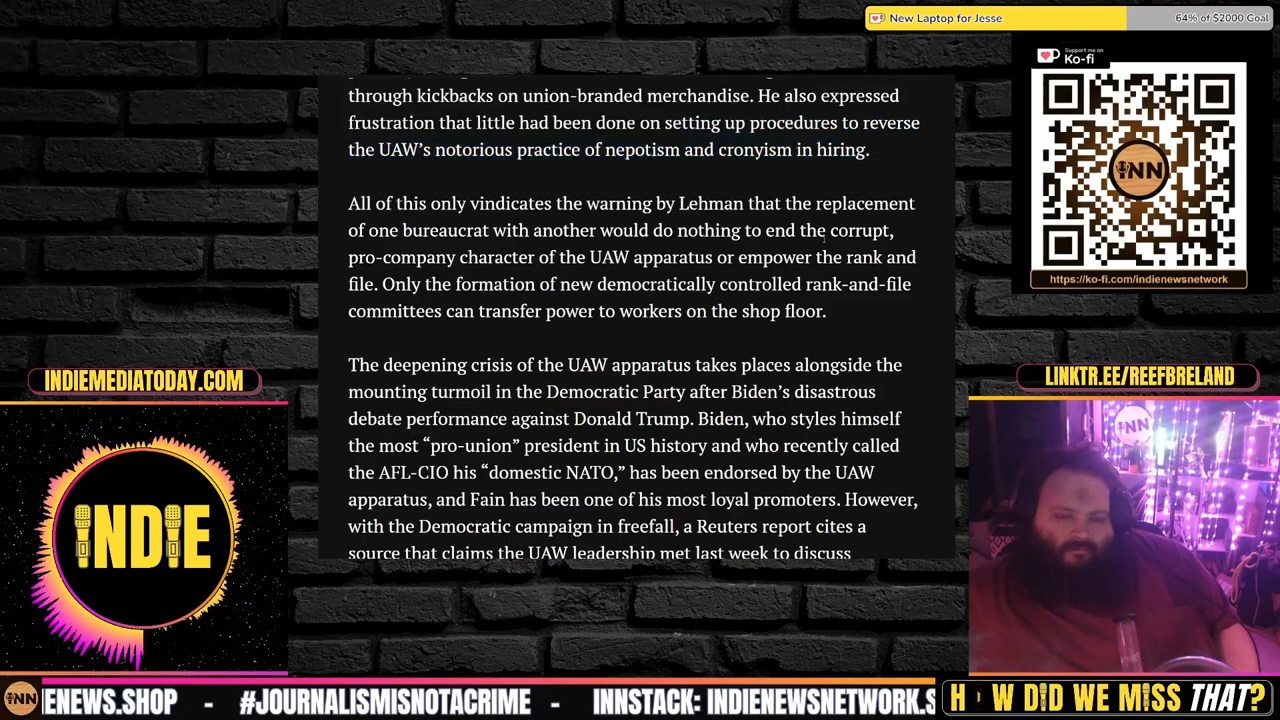 New Laptop for Jesse
64% of $2000 Goal
Support me on
Ko-fi
iNN
https://ko-fi.com/indienewsnetwork
through kickbacks on union-branded merchandise. He also expressed
frustration that little had been done on setting up procedures to reverse
the UAW’s notorious practice of nepotism and cronyism in hiring.
All of this only vindicates the warning by Lehman that the replacement
of one bureaucrat with another would do nothing to end the corrupt,
pro-company character of the UAW apparatus or empower the rank and
file. Only the formation of new democratically controlled rank-and-file
committees can transfer power to workers on the shop floor.
The deepening crisis of the UAW apparatus takes places alongside the
mounting turmoil in the Democratic Party after Biden’s disastrous
debate performance against Donald Trump. Biden, who styles himself
the most “pro-union” president in US history and who recently called
the AFL-CIO his “domestic NATO,” has been endorsed by the UAW
apparatus, and Fain has been one of his most loyal promoters. However,
with the Democratic campaign in freefall, a Reuters report cites a
source that claims the UAW leadership met last week to discuss
INDIEMEDIATODAY.COM
LINKTR.EE/REEFBRELAND
INDIE
iNN
iNN
IENEWS.SHOP - #JOURNALISMISNOTACRIME - INNSTACK: INDIENEWSNETWORK.S
H W DiD WE MiSS THAT?